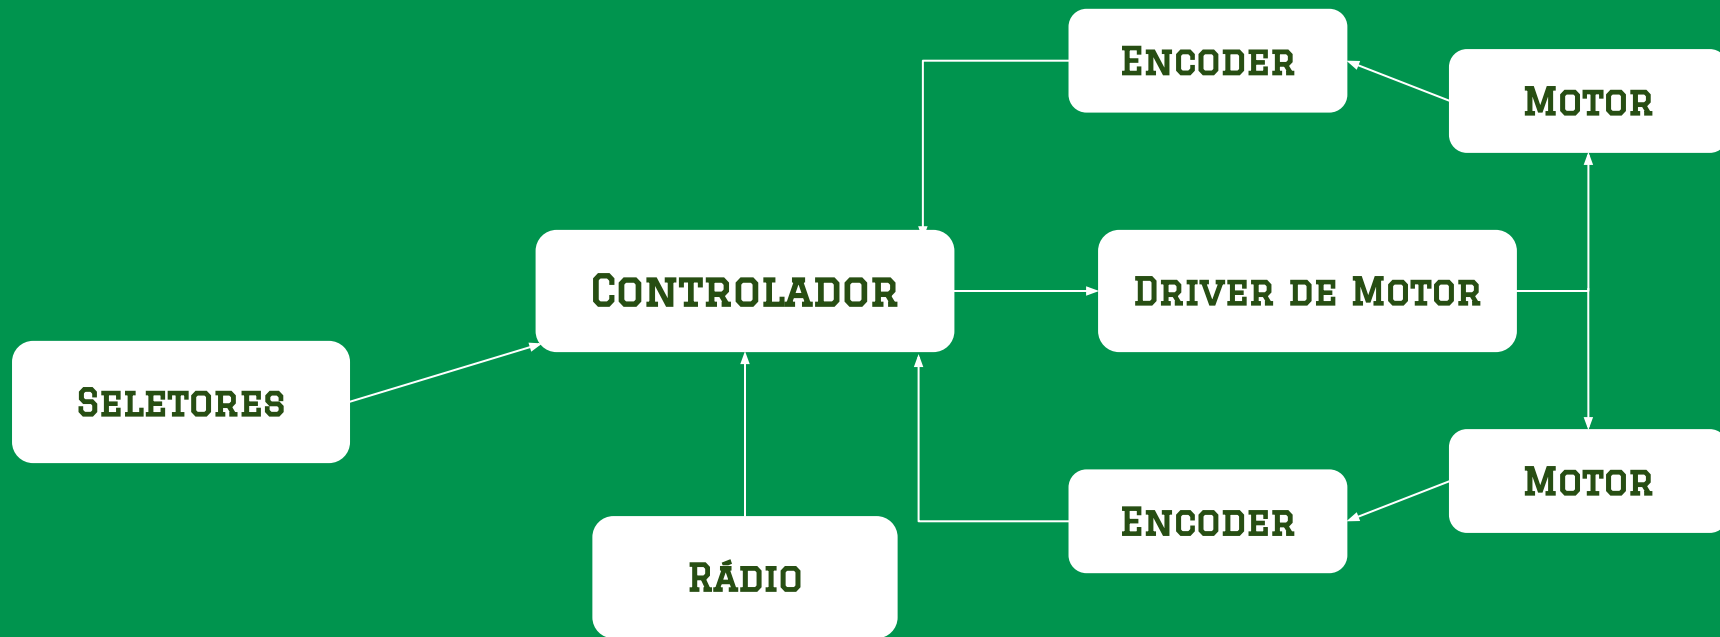 Encoder
Motor
Controlador
Driver de Motor
Seletores
Motor
Encoder
Rádio